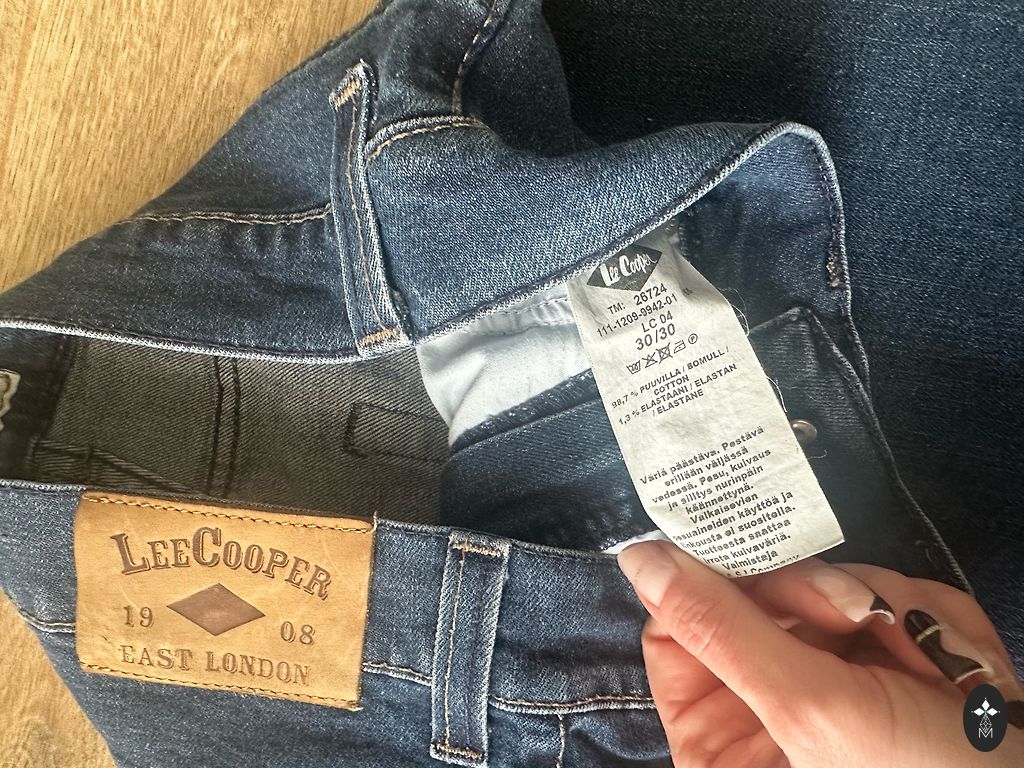 Lee Cooper
TM: 26724
111-1209-0942-01
LC 04
30/30
98,7 % PUUVILLA / BOMULL /
COTTON
1,3 % ELASTAANI / ELASTAN
/ ELASTANE
Väriä päästävä. Pestävä
erillään väljässä
vedessä. Pesu, kuivaus
ja silitys nurinpäin
käännettynä.
Valkaisevien
pesuaineiden käyttöä ja
liukousta ei suositella.
Tuotteesta saattaa
irrota kuivaväriä.
Valmistaja
LEE COOPER
19 08
EAST LONDON
M